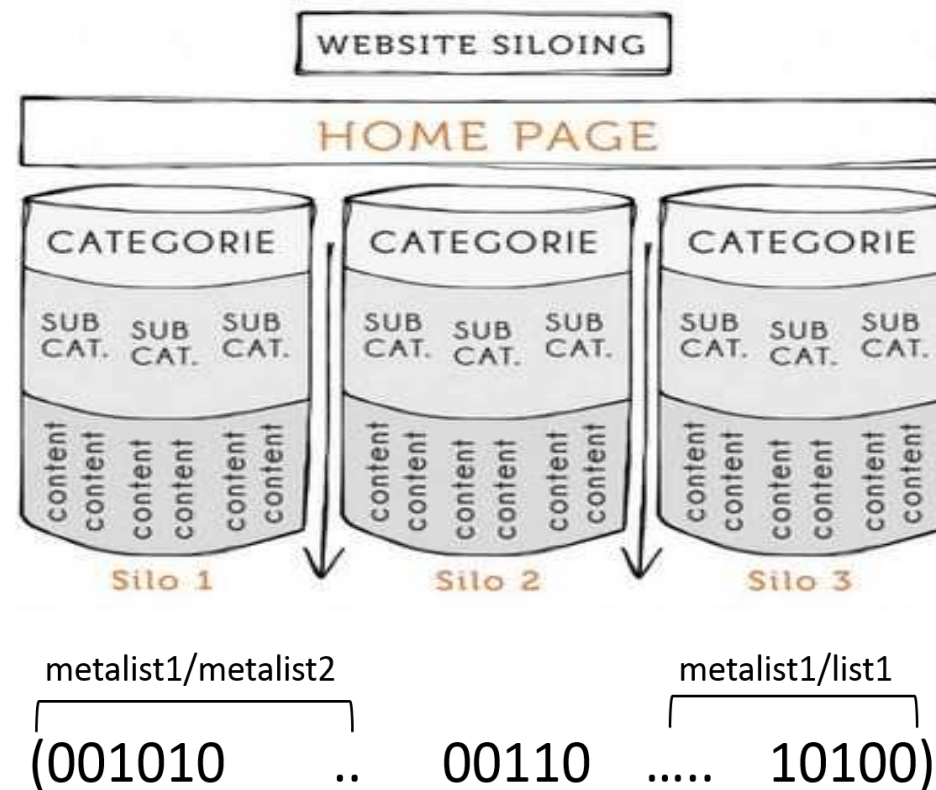 WEBSITE SILOING
HOME PAGE
CATEGORIE
SUB CAT.
SUB CAT.
SUB CAT.
content
content
content
content
content
content
Silo 1
CATEGORIE
SUB CAT.
SUB CAT.
SUB CAT.
content
content
content
content
content
content
Silo 2
CATEGORIE
SUB CAT.
SUB CAT.
SUB CAT.
content
content
content
content
content
content
Silo 3
metalist1/metalist2
metalist1/list1
(001010 .. 00110 ..... 10100)